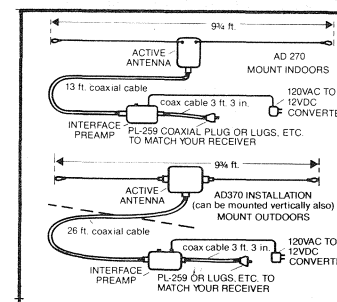 9¾ ft.
ACTIVE
ANTENNA
AD 270
MOUNT INDOORS
13 ft. coaxial cable
120VAC TO
12VDC
CONVERTE
coax cable 3 ft. 3 in.
INTERFACE
PREAMP
PL-259 COAXIAL PLUG OR LUGS, ETC.
TO MATCH YOUR RECEIVER
9¾ ft.
ACTIVE
ANTENNA
AD370 INSTALLATION
(can be mounted vertically also)
MOUNT OUTDOORS
26 ft. coaxial cable
120VAC TO
12VDC
CONVERTE
coax cable 3 ft. 3 in.
INTERFACE
PREAMP
PL-259 OR LUGS, ETC. TO
MATCH YOUR RECEIVER